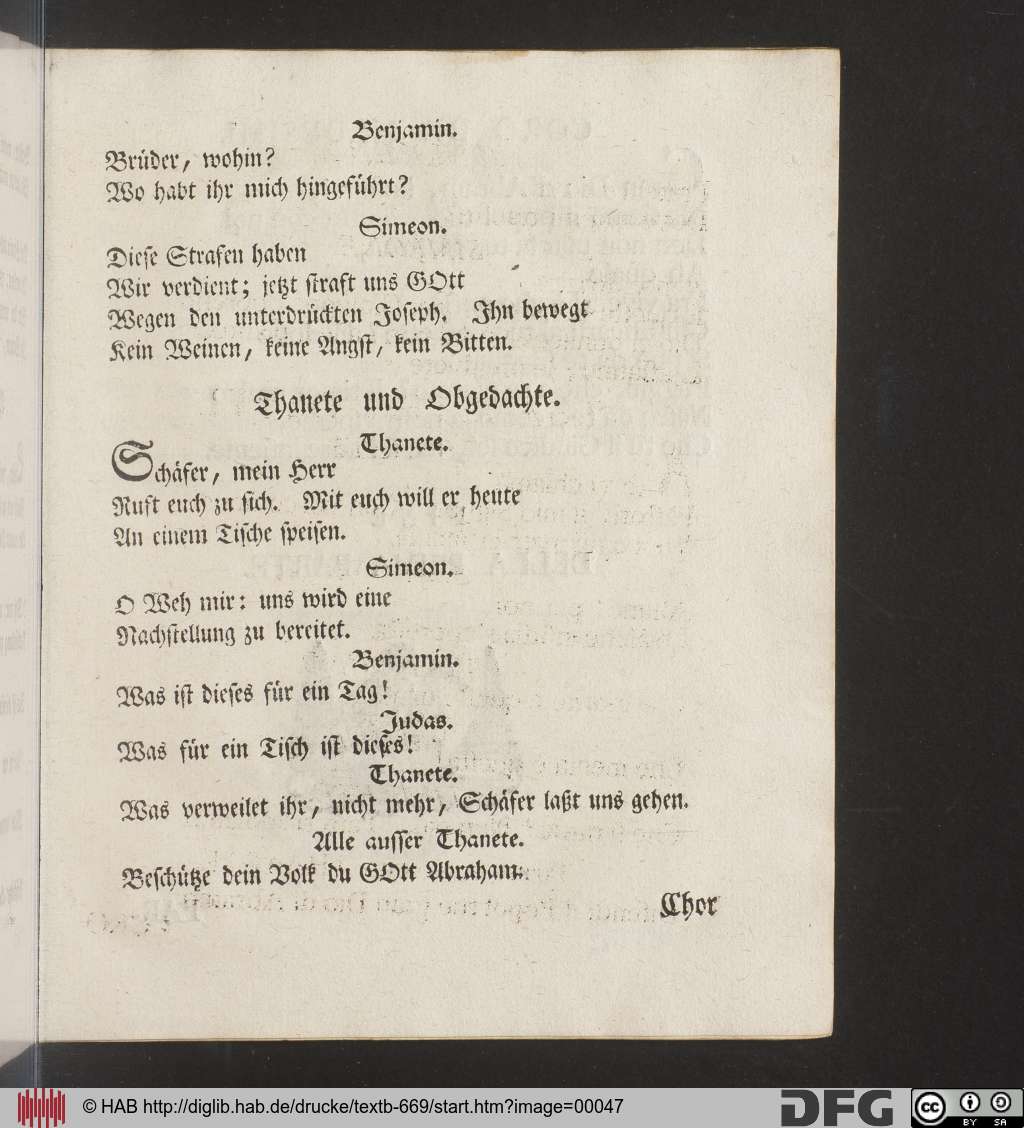 Benjamin.
Brüder, wohin?
Wo habt ihr mich hingeführt?
Simeon.
Diese Strafen haben
Wir verdient; jetzt straft uns GOtt
Wegen den unterdrückten Joseph. Ihn bewegt
Kein Weinen, keine Angst, kein Bitten.
Thanete und Obgedachte.
Thanete.
Schäfer, mein Herr
Ruft euch zu sich. Mit euch will er heute
An einem Tische speisen.
Simeon.
O Weh mir: uns wird eine
Nachstellung zu bereitet.
Benjamin.
Was ist dieses für ein Tag!
Judas.
Was für ein Tisch ist dieses!
Thanete.
Was verweilet ihr, nicht mehr, Schäfer laßt uns gehen.
Alle ausser Thanete.
Beschütze dein Volk du GOtt Abraham.
Chor
© HAB http://diglib.hab.de/drucke/textb-669/start.htm?image=00047
DFG
cc BY SA